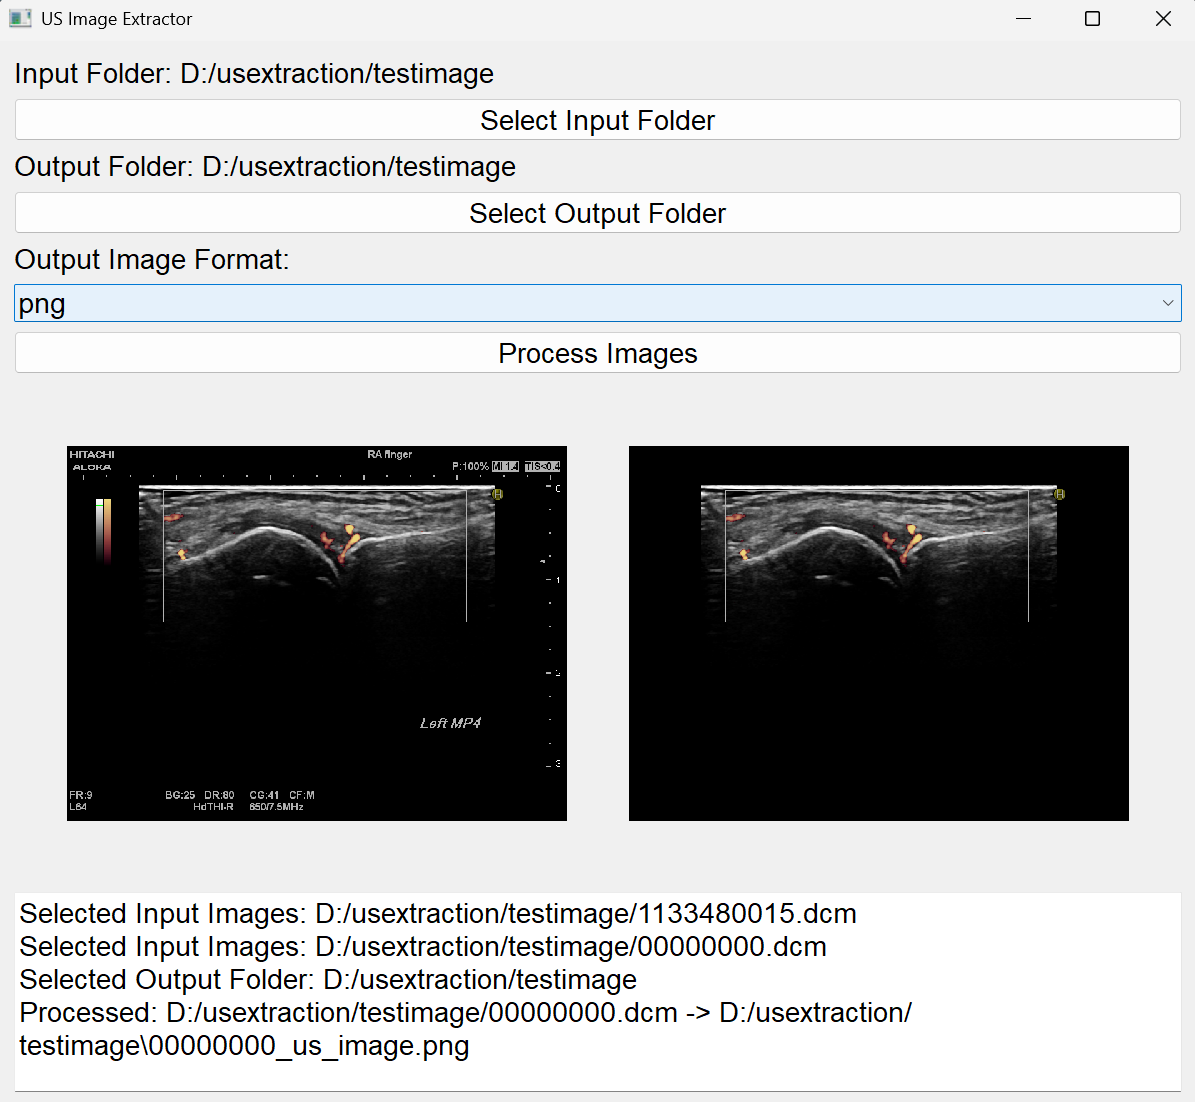 US Image Extractor
Input Folder: D:/usextraction/testimage
Select Input Folder
Output Folder: D:/usextraction/testimage
Select Output Folder
Output Image Format:
png
Process Images
HITACHI
ALOKA
RA finger
P:100% MI 1.4 TIS<0.4
0
H
H
1
2
Left MP4
3
FR:9 BG:25 DR:80 CG:41 CF:M
L64 HdTHI-R 650/7.5MHz
Selected Input Images: D:/usextraction/testimage/1133480015.dcm
Selected Input Images: D:/usextraction/testimage/00000000.dcm
Selected Output Folder: D:/usextraction/testimage
Processed: D:/usextraction/testimage/00000000.dcm -> D:/usextraction/
testimage\00000000_us_image.png